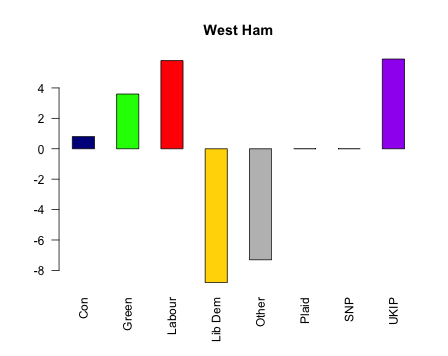 West Ham
4
2
0
-2
-4
-6
-8
Con
Green
Labour
Lib Dem
Other
Plaid
SNP
UKIP